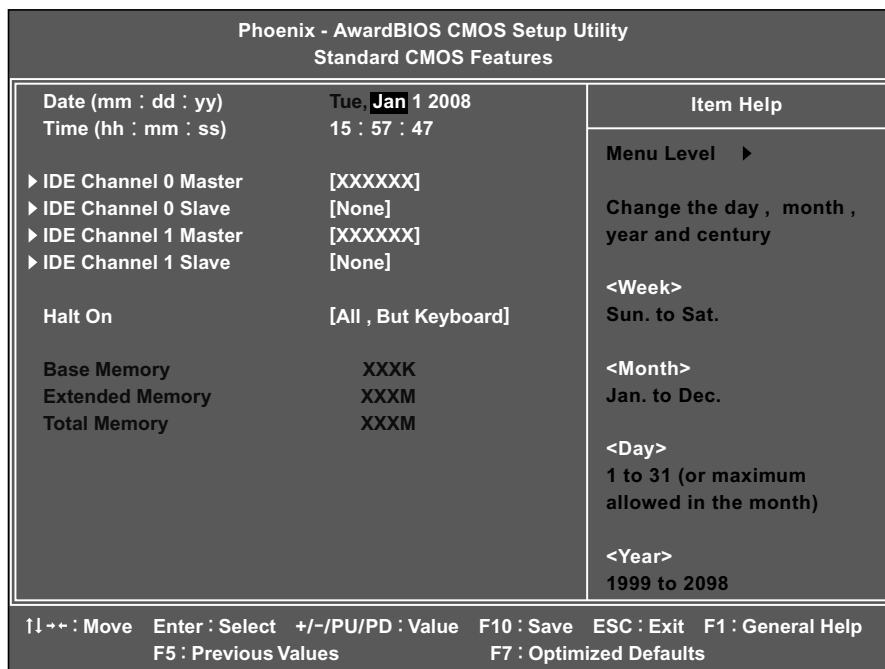 Phoenix - AwardBIOS CMOS Setup Utility
Standard CMOS Features
Date (mm : dd : yy) Tue, Jan 1 2008
Time (hh : mm : ss) 15 : 57 : 47
▶ IDE Channel 0 Master [XXXXXX]
▶ IDE Channel 0 Slave [None]
▶ IDE Channel 1 Master [XXXXXX]
▶ IDE Channel 1 Slave [None]
Halt On [All , But Keyboard]
Base Memory XXXK
Extended Memory XXXM
Total Memory XXXM
Item Help
Menu Level ▶
Change the day , month ,
year and century
<Week>
Sun. to Sat.
<Month>
Jan. to Dec.
<Day>
1 to 31 (or maximum
allowed in the month)
<Year>
1999 to 2098
↑↓→← : Move Enter : Select +/-/PU/PD : Value F10 : Save ESC : Exit F1 : General Help
F5 : Previous Values F7 : Optimized Defaults